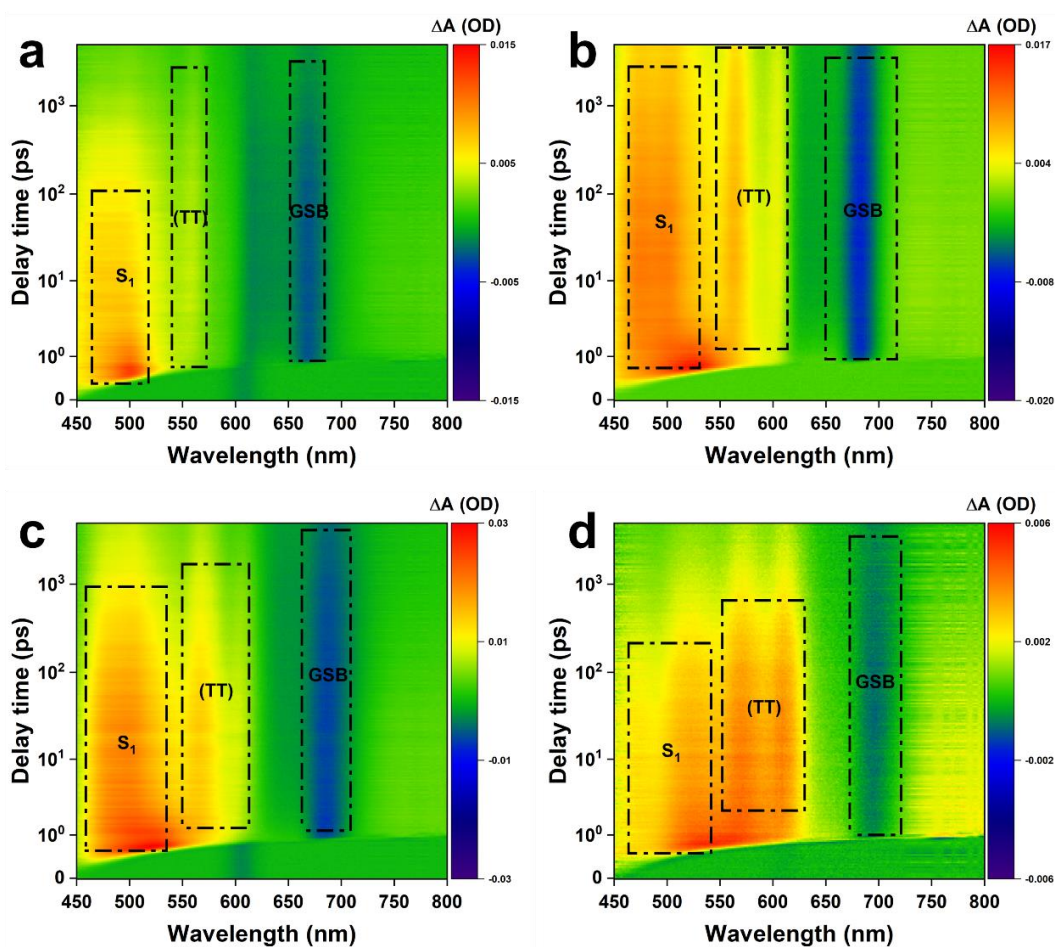 a
ΔA (OD)
0.015
0.005
-0.005
-0.015
Delay time (ps)
10³
10²
10¹
10⁰
0
S₁
(TT)
GSB
450 500 550 600 650 700 750 800
Wavelength (nm)
b
ΔA (OD)
0.017
0.004
-0.008
-0.020
Delay time (ps)
10³
10²
10¹
10⁰
0
S₁
(TT)
GSB
450 500 550 600 650 700 750 800
Wavelength (nm)
c
ΔA (OD)
0.03
0.01
-0.01
-0.03
Delay time (ps)
10³
10²
10¹
10⁰
0
S₁
(TT)
GSB
450 500 550 600 650 700 750 800
Wavelength (nm)
d
ΔA (OD)
0.006
0.002
-0.002
-0.006
Delay time (ps)
10³
10²
10¹
10⁰
0
S₁
(TT)
GSB
450 500 550 600 650 700 750 800
Wavelength (nm)